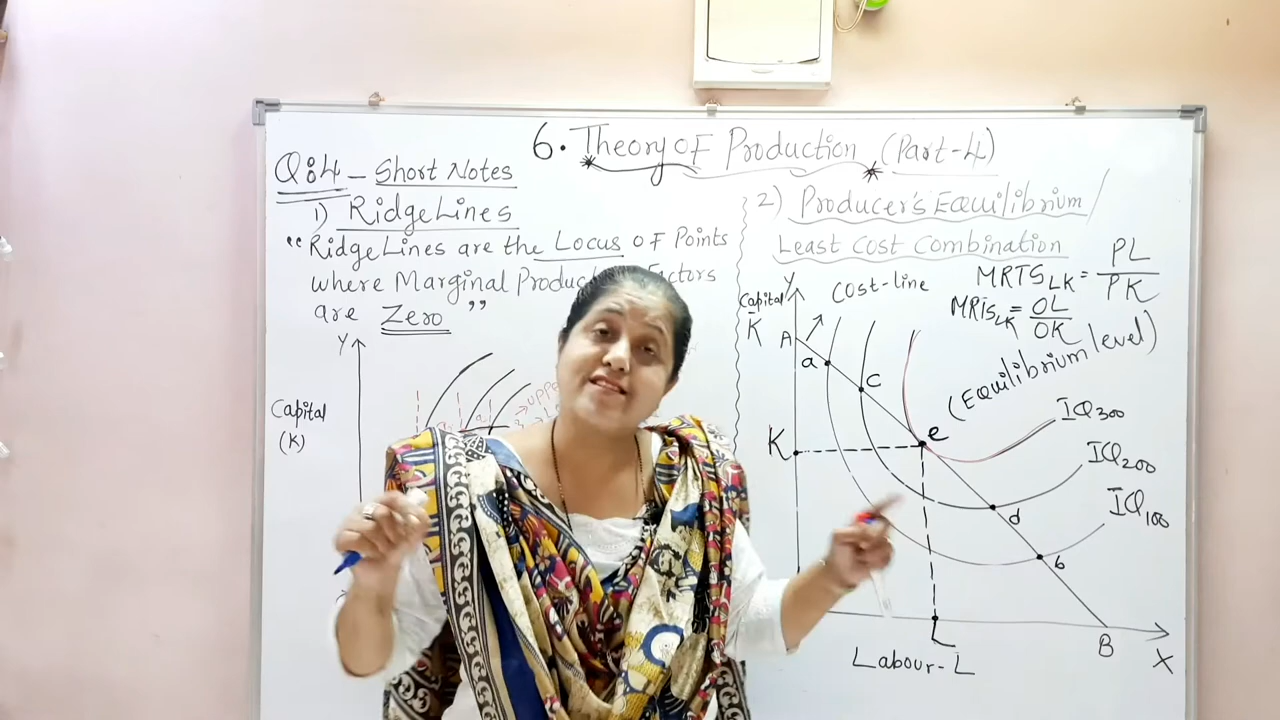 6. Theory of Production (Part-4)
Q:4 - Short Notes
1) Ridge Lines
"Ridge Lines are the Locus of Points
where Marginal Factors
are Zero"
Y
Capital
(K)
2) Producer's Equilibrium/
Least Cost Combination
MRTS LK = PL
PK
MRTS LK = OL
OK
(Equilibrium level)
Cost-line
Y
Capital
K
A
a
c
e
K
d
b
IQ300
IQ200
IQ100
L
B
X
Labour-L